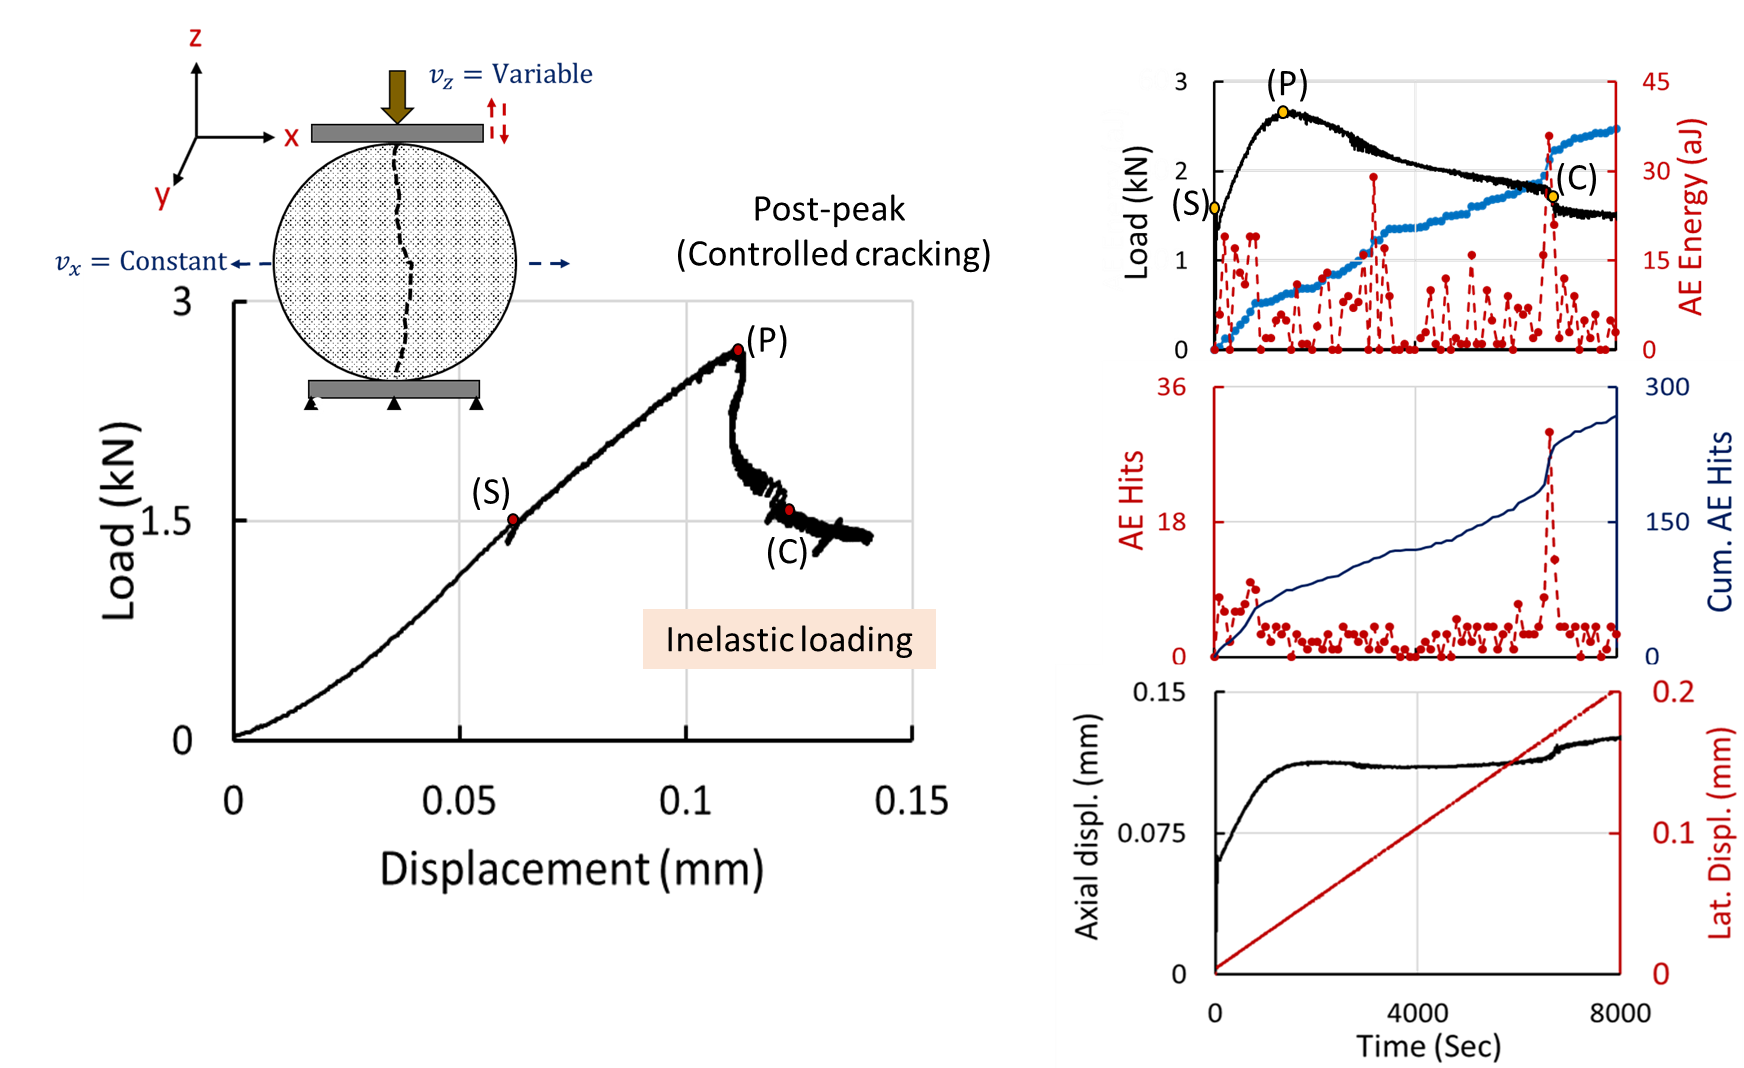 z
x
y
v_z = Variable
v_x = Constant
Post-peak
(Controlled cracking)
3
1.5
0
Load (kN)
(P)
(S)
(C)
Inelastic loading
0
0.05
0.1
0.15
Displacement (mm)
3
2
1
0
Load (kN)
(P)
(S)
(C)
45
30
15
0
AE Energy (aJ)
36
18
0
AE Hits
300
150
0
Cum. AE Hits
0.15
0.075
0
Axial displ. (mm)
0.2
0.1
0
Lat. Displ. (mm)
0
4000
8000
Time (Sec)